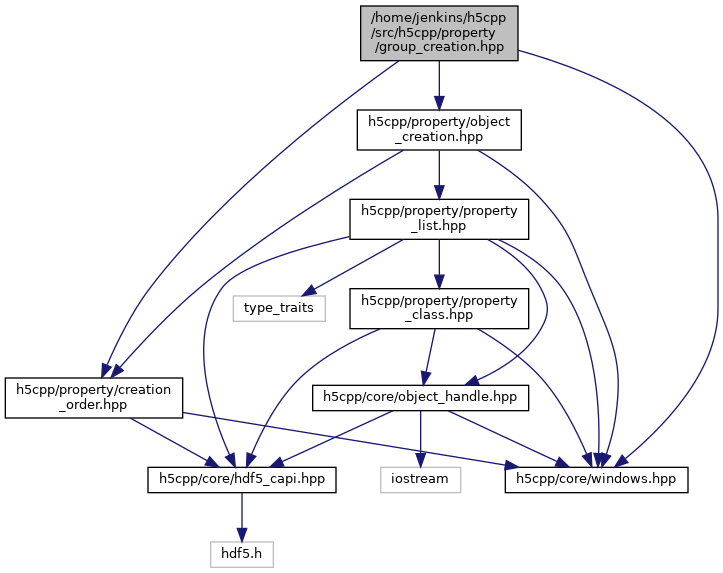 /home/jenkins/h5cpp
/src/h5cpp/property
/group_creation.hpp
h5cpp/property/object
_creation.hpp
h5cpp/property/property
_list.hpp
type_traits
h5cpp/property/property
_class.hpp
h5cpp/property/creation
_order.hpp
h5cpp/core/object_handle.hpp
h5cpp/core/hdf5_capi.hpp
iostream
h5cpp/core/windows.hpp
hdf5.h